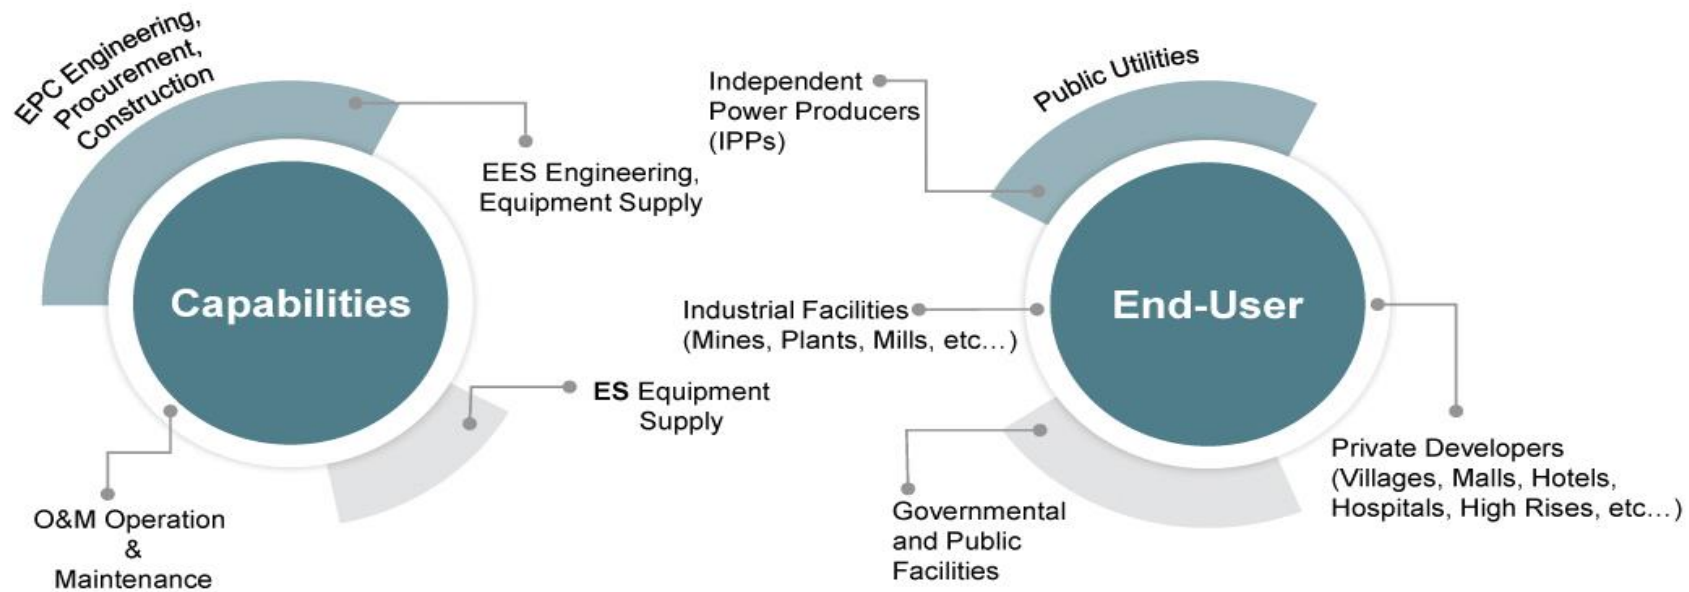 EPC Engineering,
Procurement,
Construction
EES Engineering,
Equipment Supply
Capabilities
ES Equipment
Supply
O&M Operation
&
Maintenance
Independent
Power Producers
(IPPs)
Public Utilities
Industrial Facilities
(Mines, Plants, Mills, etc...)
End-User
Governmental
and Public
Facilities
Private Developers
(Villages, Malls, Hotels,
Hospitals, High Rises, etc...)